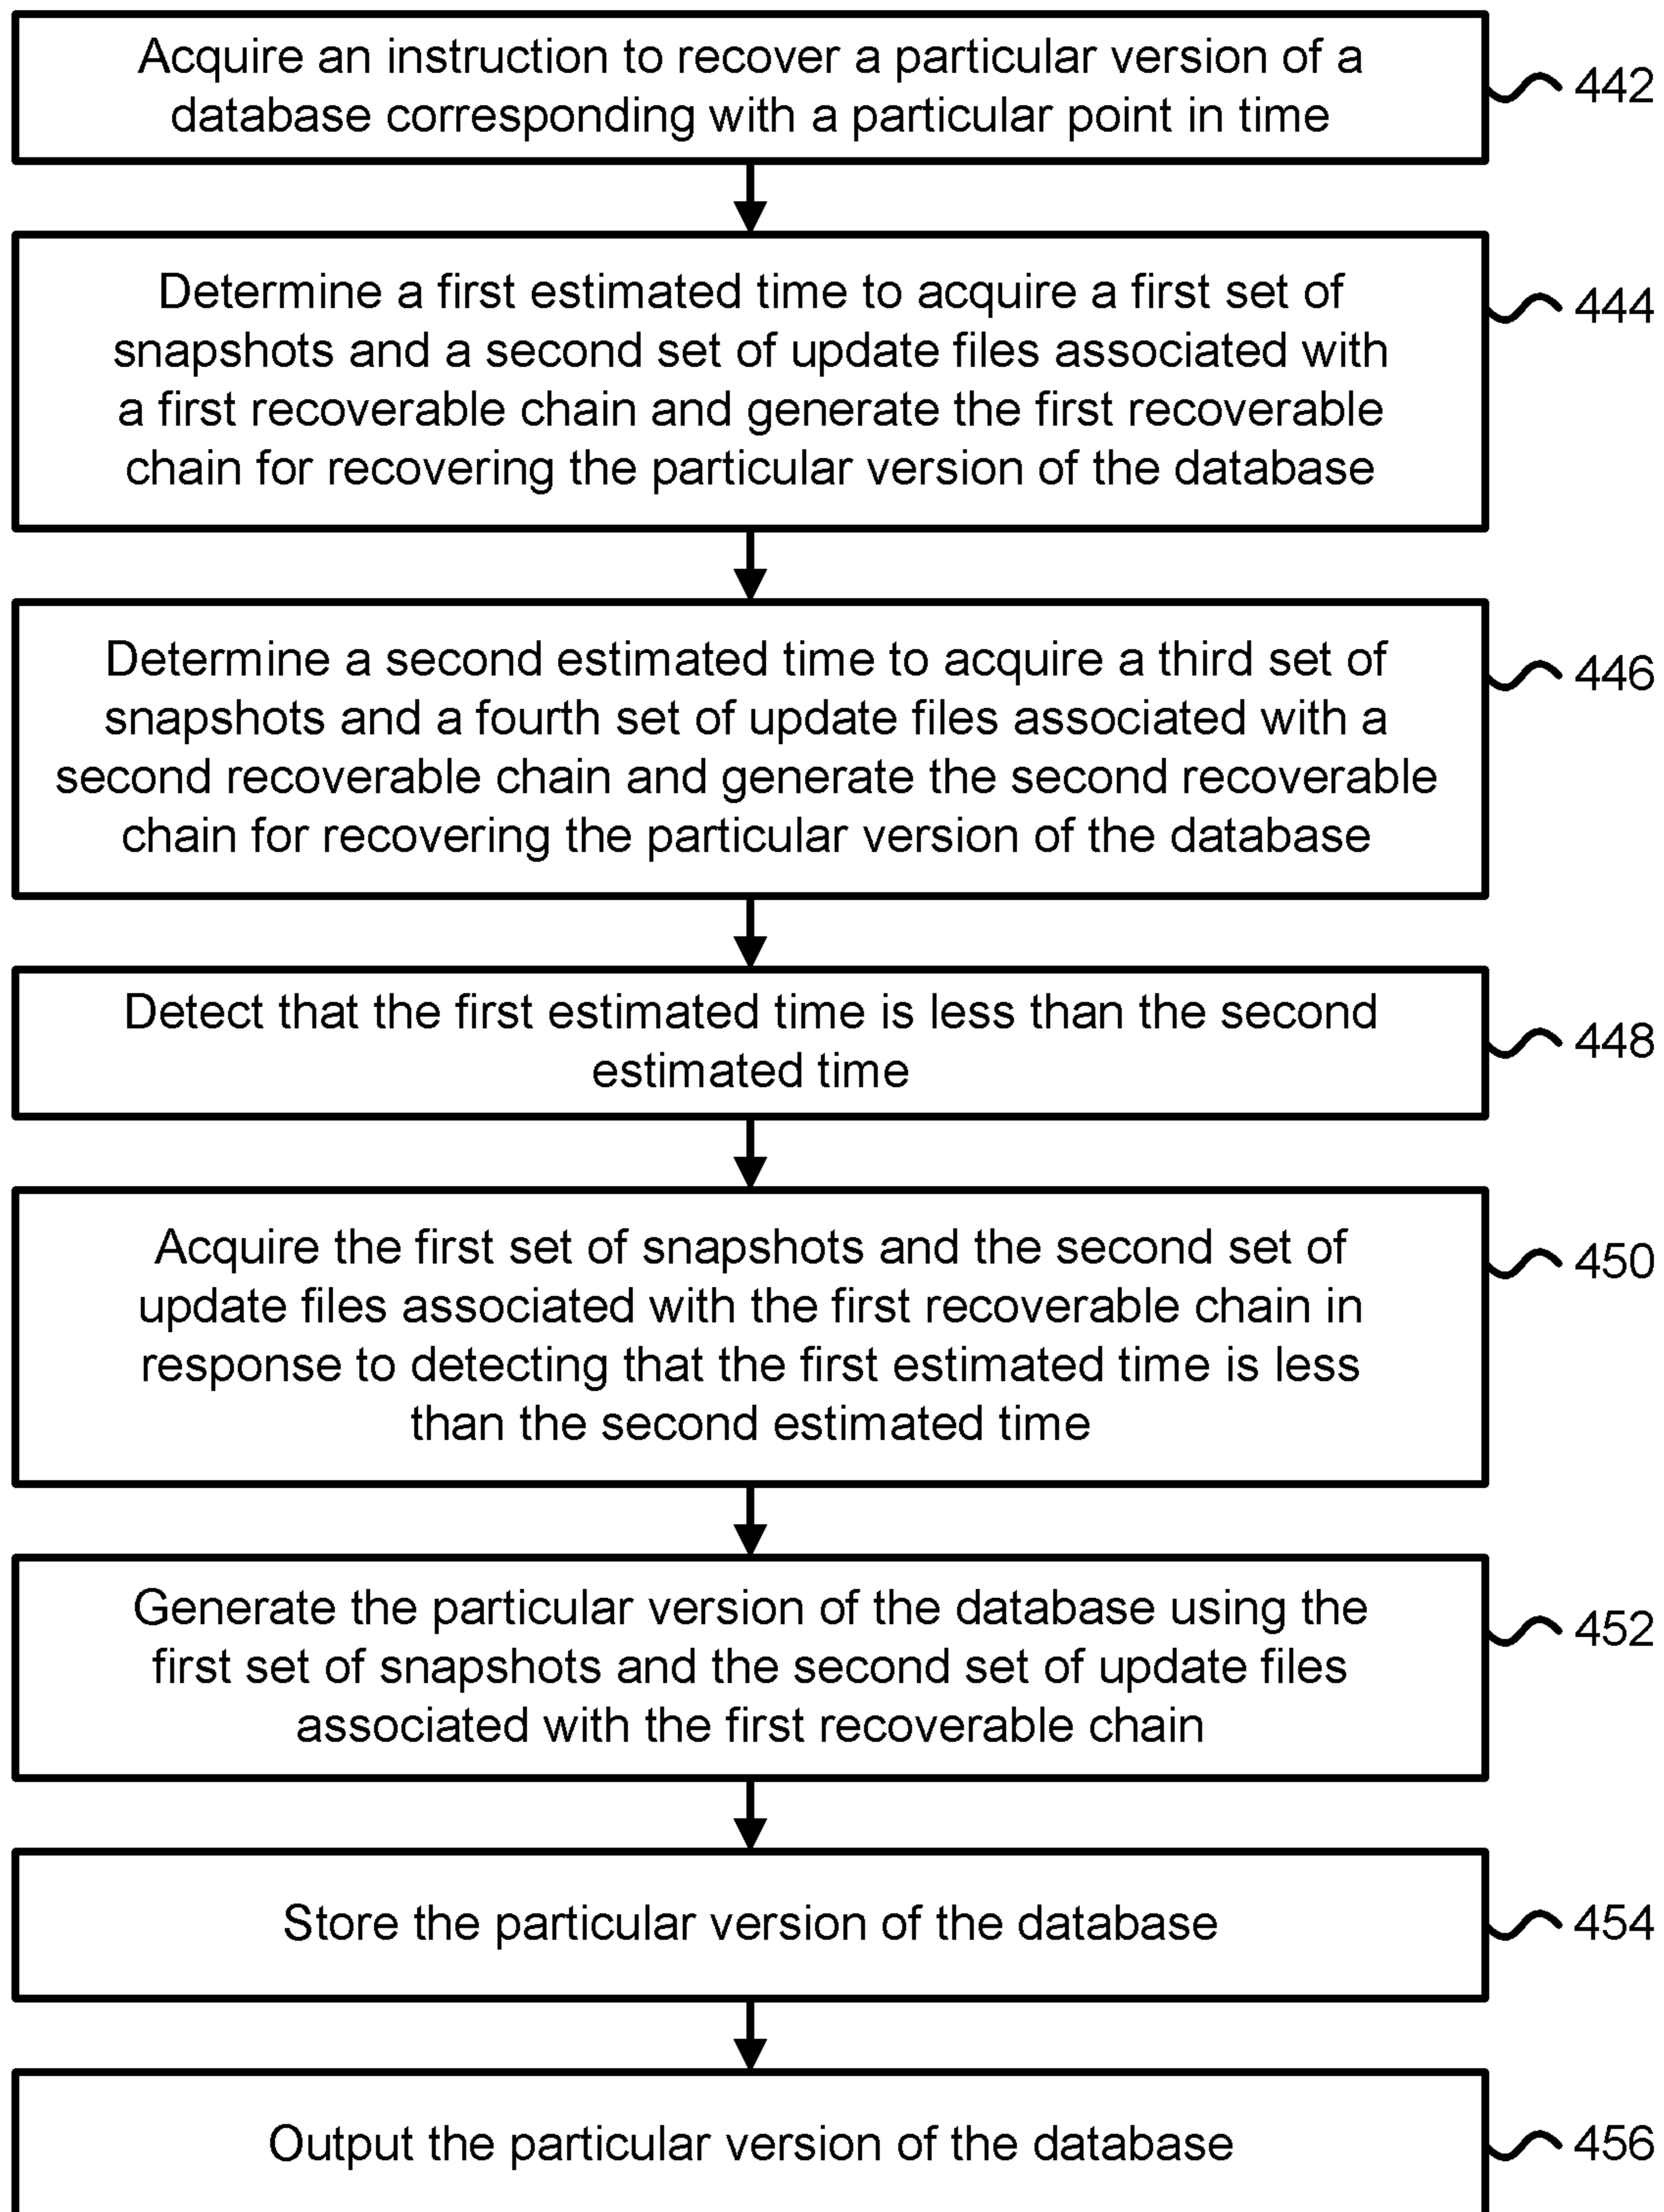 Acquire an instruction to recover a particular version of a
database corresponding with a particular point in time
442
Determine a first estimated time to acquire a first set of
snapshots and a second set of update files associated with
a first recoverable chain and generate the first recoverable
chain for recovering the particular version of the database
444
Determine a second estimated time to acquire a third set of
snapshots and a fourth set of update files associated with a
second recoverable chain and generate the second recoverable
chain for recovering the particular version of the database
446
Detect that the first estimated time is less than the second
estimated time
448
Acquire the first set of snapshots and the second set of
update files associated with the first recoverable chain in
response to detecting that the first estimated time is less
than the second estimated time
450
Generate the particular version of the database using the
first set of snapshots and the second set of update files
associated with the first recoverable chain
452
Store the particular version of the database
454
Output the particular version of the database
456